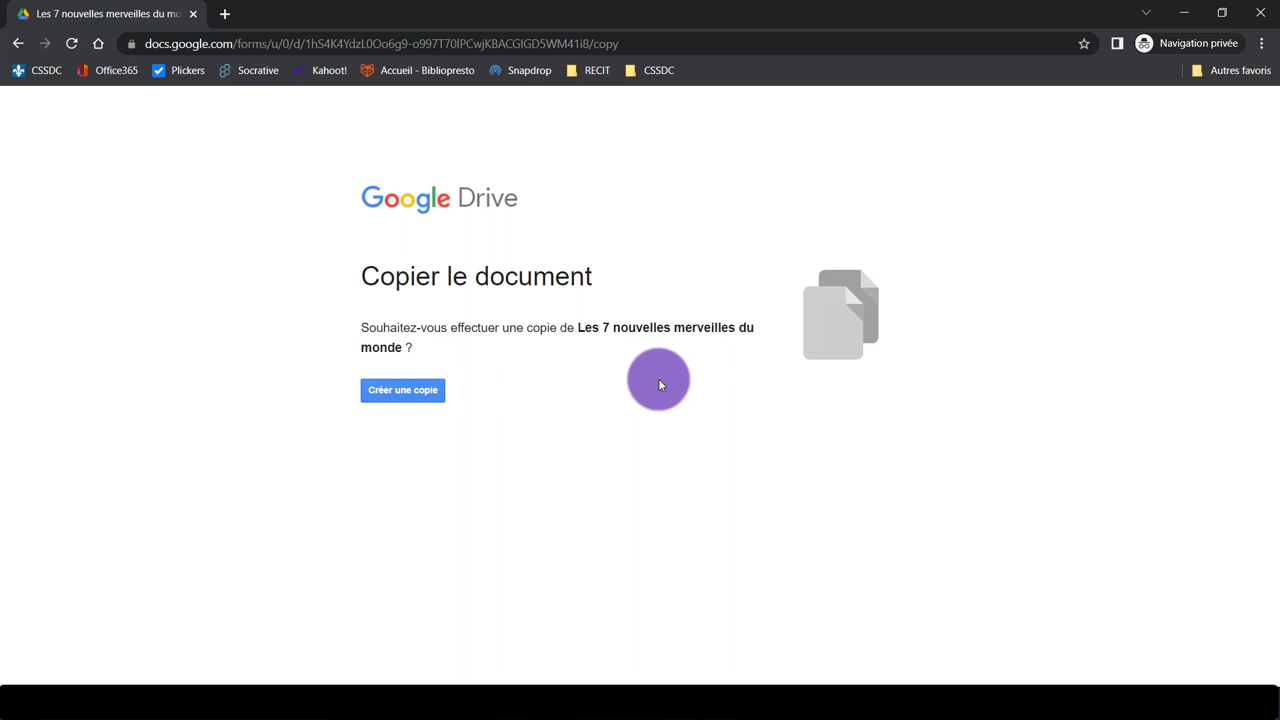 Les 7 nouvelles merveilles du mo
docs.google.com/forms/u/0/d/1hS4K4YdzL0Oo6g9-o997T70lPCwjKBACGIGD5WM41i8/copy
Navigation privée
CSSDC Office365 Plickers Socrative Kahoot! Accueil - Bibliopresto Snapdrop RECIT CSSDC Autres favoris
Google Drive
Copier le document
Souhaitez-vous effectuer une copie de Les 7 nouvelles merveilles du
monde ?
Créer une copie